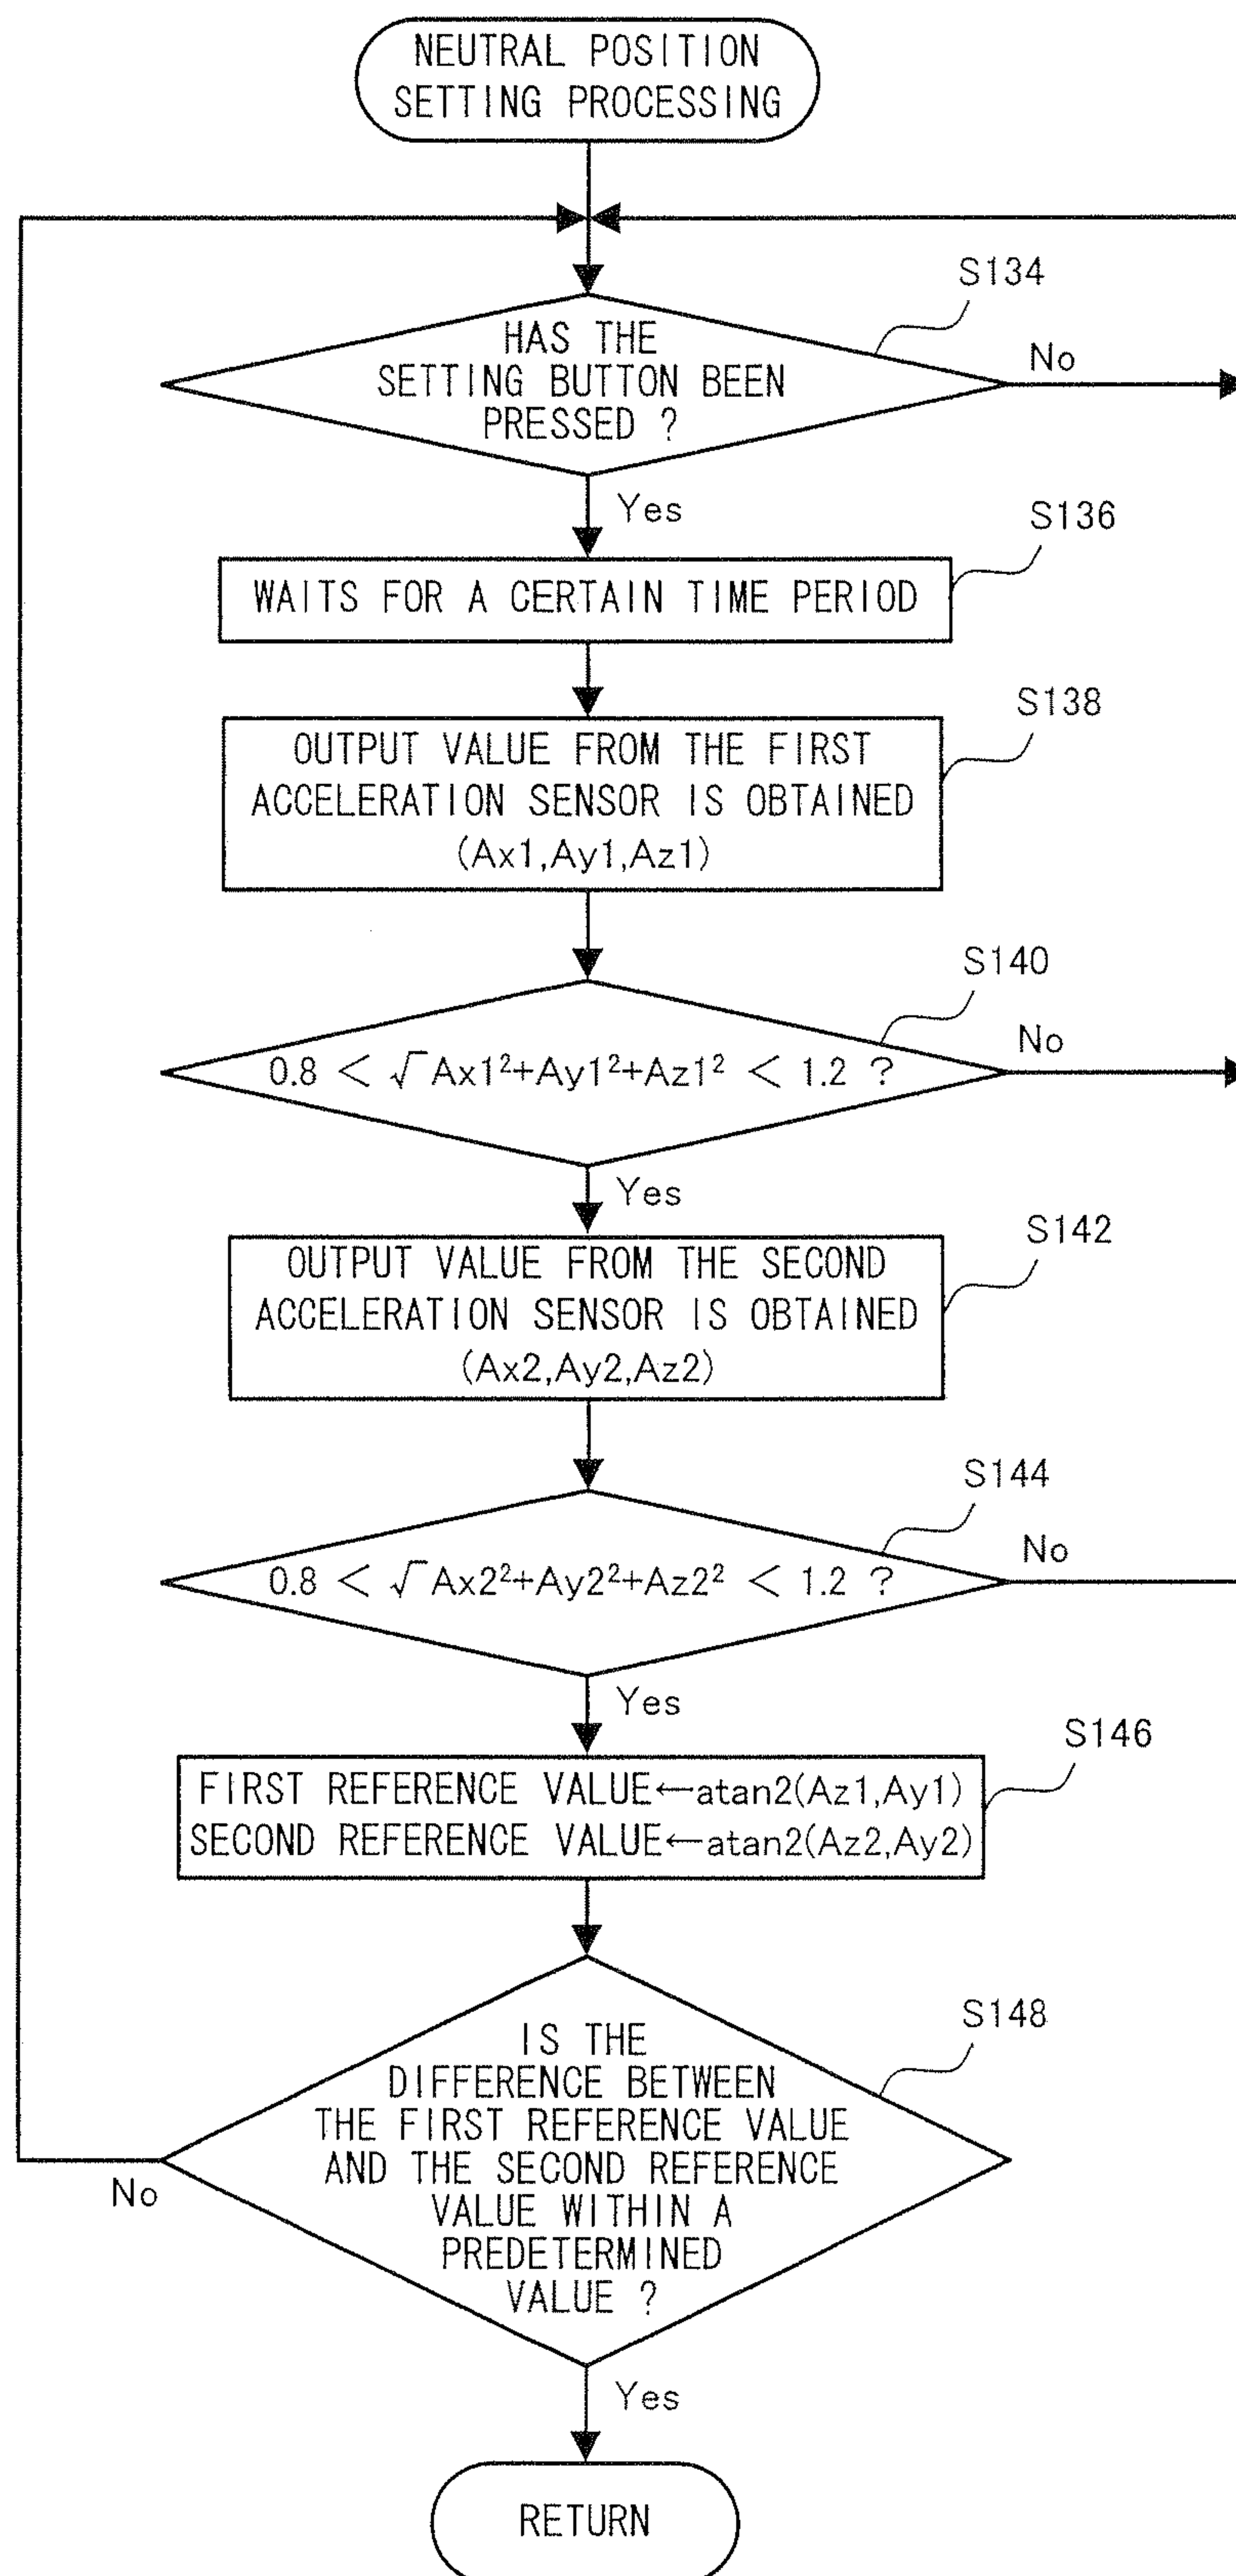 NEUTRAL POSITION
SETTING PROCESSING
S134
HAS THE
SETTING BUTTON BEEN
PRESSED ?
No
Yes
S136
WAITS FOR A CERTAIN TIME PERIOD
S138
OUTPUT VALUE FROM THE FIRST
ACCELERATION SENSOR IS OBTAINED
(Ax1,Ay1,Az1)
S140
0.8 < √Ax1²+Ay1²+Az1² < 1.2 ?
No
Yes
S142
OUTPUT VALUE FROM THE SECOND
ACCELERATION SENSOR IS OBTAINED
(Ax2,Ay2,Az2)
S144
0.8 < √Ax2²+Ay2²+Az2² < 1.2 ?
No
Yes
S146
FIRST REFERENCE VALUE←atan2(Az1,Ay1)
SECOND REFERENCE VALUE←atan2(Az2,Ay2)
S148
IS THE
DIFFERENCE BETWEEN
THE FIRST REFERENCE VALUE
AND THE SECOND REFERENCE
VALUE WITHIN A
PREDETERMINED
VALUE ?
No
Yes
RETURN